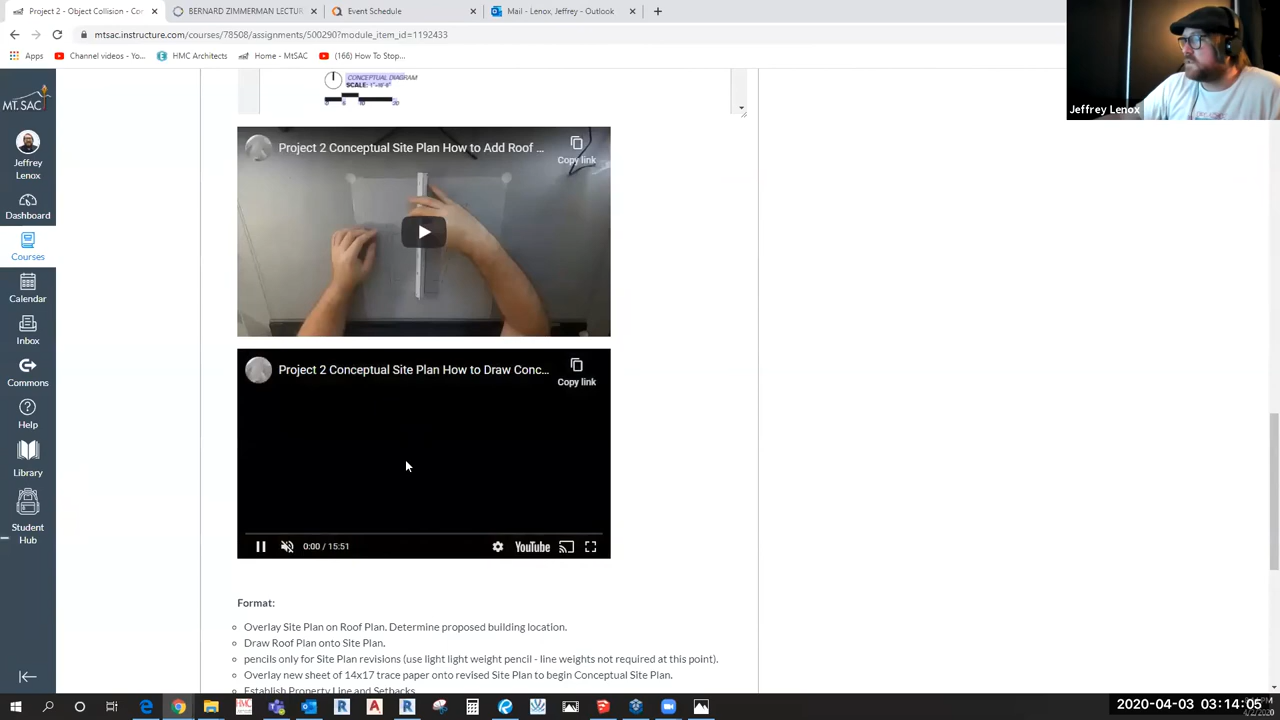 Project 2 - Object Collision - Cor
BERNARD ZIMMERMAN LECTUR
Event Schedule
Mail - Lenox, Jeffrey - Outlook
mtsac.instructure.com/courses/78508/assignments/500290?module_item_id=1192433
Apps
Channel videos - Yo...
HMC Architects
Home - MtSAC
(166) How To Stop...
Jeffrey Lenox
MT.SAC
Jeffrey
Lenox
Dashboard
Courses
Calendar
Inbox
Commons
Help
Library
Student
Hub
CONCEPTUAL DIAGRAM
Project 2 Conceptual Site Plan How to Add Roof ...
Copy link
Project 2 Conceptual Site Plan How to Draw Conc...
Copy link
0:00 / 15:51
YouTube
Format:
Overlay Site Plan on Roof Plan. Determine proposed building location.
Draw Roof Plan onto Site Plan.
pencils only for Site Plan revisions (use light light weight pencil - line weights not required at this point).
Overlay new sheet of 14x17 trace paper onto revised Site Plan to begin Conceptual Site Plan.
Establish Property Line and Setbacks
2020-04-03 03:14:05